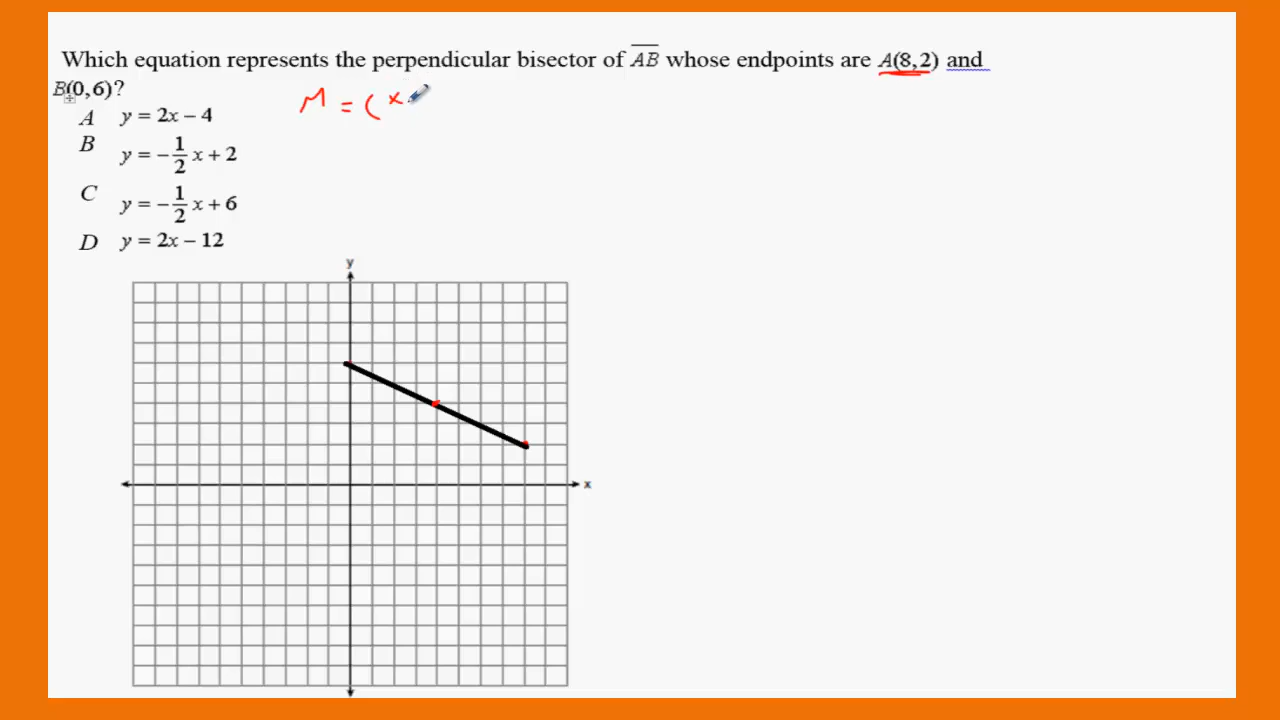 Which equation represents the perpendicular bisector of AB whose endpoints are A(8,2) and
B(0,6)?
M = (x
A y = 2x − 4
B y = −1/2 x + 2
C y = −1/2 x + 6
D y = 2x − 12
y
x